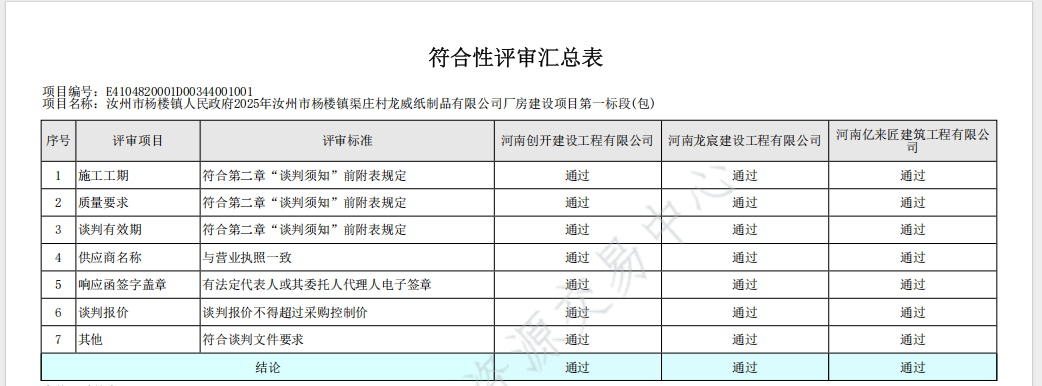 符合性评审汇总表
项目编号：E4104820001D00344001001
项目名称：汝州市杨楼镇人民政府2025年汝州市杨楼镇渠庄村龙威纸制品有限公司厂房建设项目第一标段(包)
序号 评审项目 评审标准 河南创开建设工程有限公司 河南龙宸建设工程有限公司 河南亿来匠建筑工程有限公司
1 施工工期 符合第二章“谈判须知”前附表规定 通过 通过 通过
2 质量要求 符合第二章“谈判须知”前附表规定 通过 通过 通过
3 谈判有效期 符合第二章“谈判须知”前附表规定 通过 通过 通过
4 供应商名称 与营业执照一致 通过 通过 通过
5 响应函签字盖章 有法定代表人或其委托人代理人电子签章 通过 通过 通过
6 谈判报价 谈判报价不得超过采购控制价 通过 通过 通过
7 其他 符合谈判文件要求 通过 通过 通过
结论 通过 通过 通过
资源交易中心